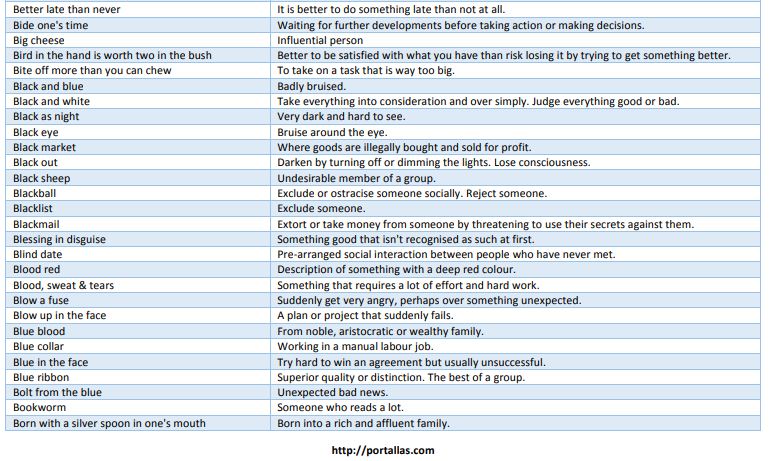 Better late than never It is better to do something late than not at all.
Bide one's time Waiting for further developments before taking action or making decisions.
Big cheese Influential person
Bird in the hand is worth two in the bush Better to be satisfied with what you have than risk losing it by trying to get something better.
Bite off more than you can chew To take on a task that is way too big.
Black and blue Badly bruised.
Black and white Take everything into consideration and over simply. Judge everything good or bad.
Black as night Very dark and hard to see.
Black eye Bruise around the eye.
Black market Where goods are illegally bought and sold for profit.
Black out Darken by turning off or dimming the lights. Lose consciousness.
Black sheep Undesirable member of a group.
Blackball Exclude or ostracise someone socially. Reject someone.
Blacklist Exclude someone.
Blackmail Extort or take money from someone by threatening to use their secrets against them.
Blessing in disguise Something good that isn't recognised as such at first.
Blind date Pre-arranged social interaction between people who have never met.
Blood red Description of something with a deep red colour.
Blood, sweat & tears Something that requires a lot of effort and hard work.
Blow a fuse Suddenly get very angry, perhaps over something unexpected.
Blow up in the face A plan or project that suddenly fails.
Blue blood From noble, aristocratic or wealthy family.
Blue collar Working in a manual labour job.
Blue in the face Try hard to win an agreement but usually unsuccessful.
Blue ribbon Superior quality or distinction. The best of a group.
Bolt from the blue Unexpected bad news.
Bookworm Someone who reads a lot.
Born with a silver spoon in one's mouth Born into a rich and affluent family.
http://portallas.com